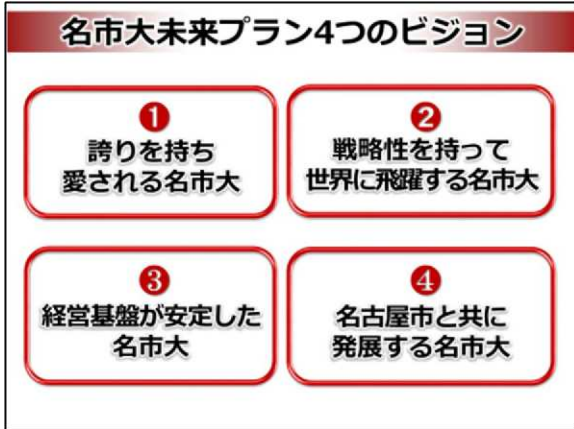 名市大未来プラン4つのビジョン
❶
誇りを持ち
愛される名市大
❷
戦略性を持って
世界に飛躍する名市大
❸
経営基盤が安定した
名市大
❹
名古屋市と共に
発展する名市大